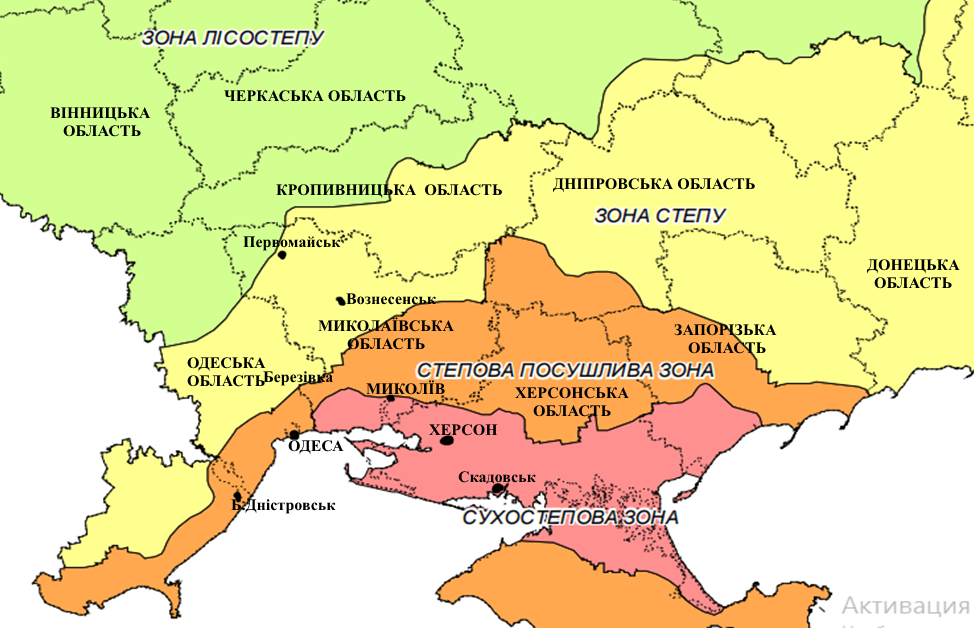 ЗОНА ЛІСОСТЕПУ
ЧЕРКАСЬКА ОБЛАСТЬ
ВІННИЦЬКА
ОБЛАСТЬ
КРОПИВНИЦЬКА ОБЛАСТЬ
ДНІПРОВСЬКА ОБЛАСТЬ
ЗОНА СТЕПУ
Первомайськ
ДОНЕЦЬКА
ОБЛАСТЬ
Вознесенськ
МИКОЛАЇВСЬКА
ОБЛАСТЬ
ЗАПОРІЗЬКА
ОБЛАСТЬ
ОДЕСЬКА
ОБЛАСТЬ
Березівка
СТЕПОВА ПОСУШЛИВА ЗОНА
МИКОЛЇВ
ХЕРСОНСЬКА
ОБЛАСТЬ
ХЕРСОН
ОДЕСА
Скадовськ
Б.Дністровськ
СУХОСТЕПОВА ЗОНА
Активация